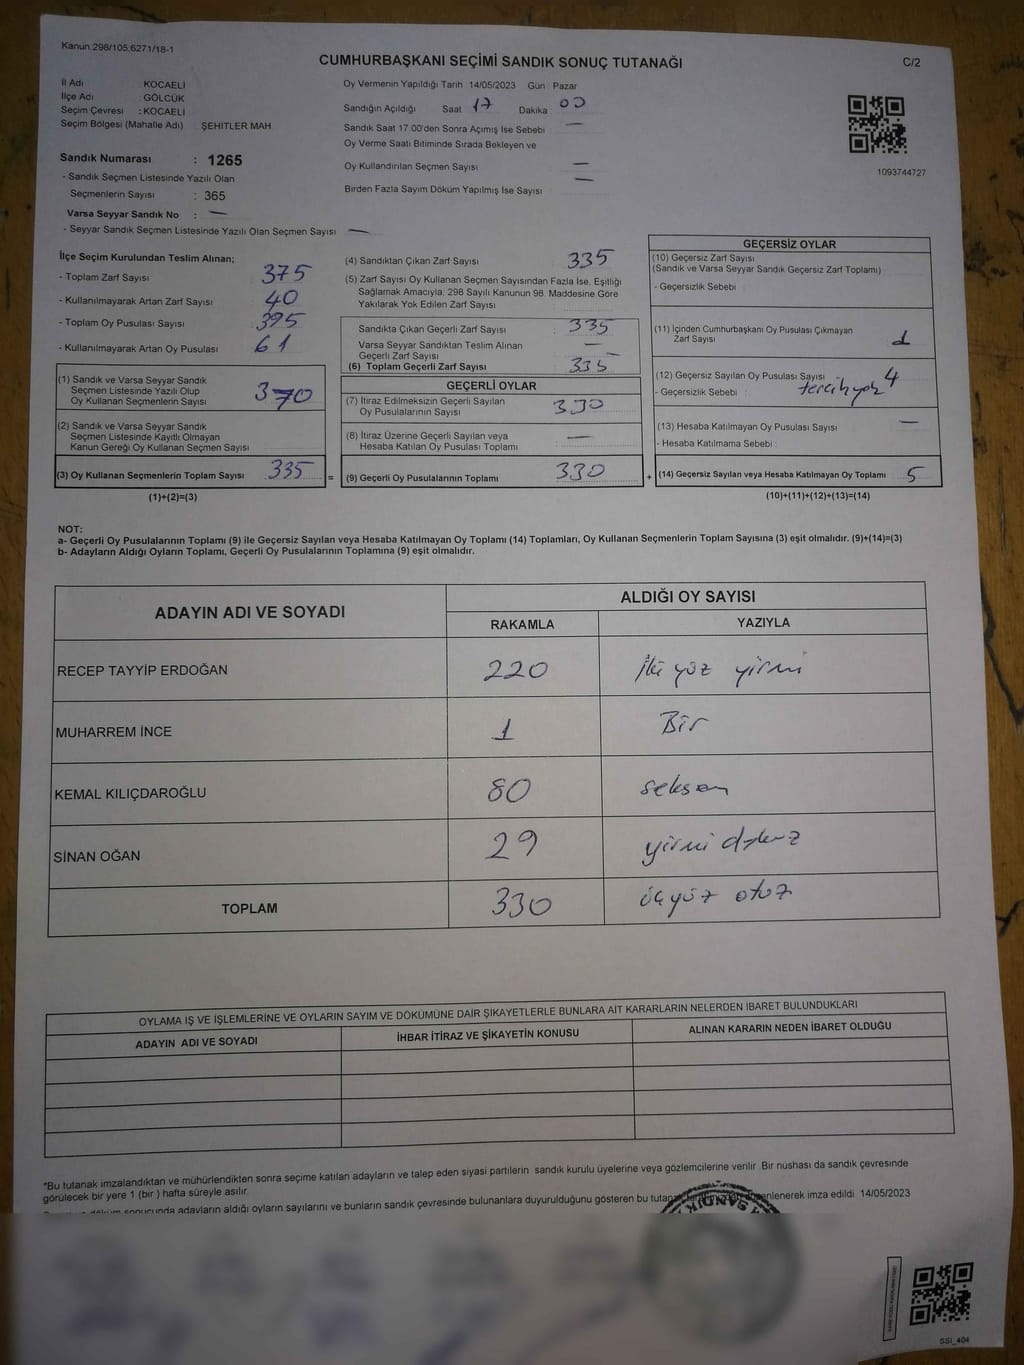 Kanun 298/105.6271/18-1
CUMHURBAŞKANI SEÇİMİ SANDIK SONUÇ TUTANAĞI
C/2
İl Adı KOCAELİ
İlçe Adı GÖLCÜK
Seçim Çevresi : KOCAELİ
Seçim Bölgesi (Mahalle Adı) ŞEHİTLER MAH
Sandık Numarası : 1265
- Sandık Seçmen Listesinde Yazılı Olan
Seçmenlerin Sayısı : 365
Varsa Seyyar Sandık No : —
- Seyyar Sandık Seçmen Listesinde Yazılı Olan Seçmen Sayısı —
Oy Vermenin Yapıldığı Tarih 14/05/2023 Gün : Pazar
Sandığın Açıldığı Saat 17 Dakika 00
Sandık Saat 17.00'den Sonra Açımış İse Sebebi —
Oy Verme Saati Bitiminde Sırada Bekleyen ve
Oy Kullandırılan Seçmen Sayısı —
Birden Fazla Sayım Döküm Yapılmış İse Sayısı —
1093744727
İlçe Seçim Kurulundan Teslim Alınan;
- Toplam Zarf Sayısı 375
- Kullanılmayarak Artan Zarf Sayısı 40
- Toplam Oy Pusulası Sayısı 395
- Kullanılmayarak Artan Oy Pusulası 61
(1) Sandık ve Varsa Seyyar Sandık
Seçmen Listesinde Yazılı Olup
Oy Kullanan Seçmenlerin Sayısı
(2) Sandık ve Varsa Seyyar Sandık
Seçmen Listesinde Kayıtlı Olmayan
Kanun Gereği Oy Kullanan Seçmen Sayısı
(3) Oy Kullanan Seçmenlerin Toplam Sayısı 335 =
(1)+(2)=(3)
(4) Sandıktan Çıkan Zarf Sayısı 335
(5) Zarf Sayısı Oy Kullanan Seçmen Sayısından Fazla İse, Eşitliği
Sağlamak Amacıyla, 298 Sayılı Kanunun 98. Maddesine Göre
Yakılarak Yok Edilen Zarf Sayısı
Sandıkta Çıkan Geçerli Zarf Sayısı : 335
Varsa Seyyar Sandıktan Teslim Alınan
Geçerli Zarf Sayısı —
(6) Toplam Geçerli Zarf Sayısı 335
GEÇERLİ OYLAR
(7) İtiraz Edilmeksizin Geçerli Sayılan
Oy Pusulalarının Sayısı 330
(8) İtiraz Üzerine Geçerli Sayılan veya
Hesaba Katılan Oy Pusulası Toplamı —
(9) Geçerli Oy Pusulalarının Toplamı 330 +
GEÇERSİZ OYLAR
(10) Geçersiz Zarf Sayısı
(Sandık ve Varsa Seyyar Sandık Geçersiz Zarf Toplamı)
- Geçersizlik Sebebi
(11) İçinden Cumhurbaşkanı Oy Pusulası Çıkmayan
Zarf Sayısı 1
(12) Geçersiz Sayılan Oy Pusulası Sayısı 4
- Geçersizlik Sebebi : tercih yok
(13) Hesaba Katılmayan Oy Pusulası Sayısı —
- Hesaba Katılmama Sebebi :
(14) Geçersiz Sayılan veya Hesaba Katılmayan Oy Toplamı 5
(10)+(11)+(12)+(13)=(14)
NOT:
a- Geçerli Oy Pusulalarının Toplamı (9) ile Geçersiz Sayılan veya Hesaba Katılmayan Oy Toplamı (14) Toplamları, Oy Kullanan Seçmenlerin Toplam Sayısına (3) eşit olmalıdır. (9)+(14)=(3)
b- Adayların Aldığı Oyların Toplamı, Geçerli Oy Pusulalarının Toplamına (9) eşit olmalıdır.
ADAYIN ADI VE SOYADI ALDIĞI OY SAYISI
RAKAMLA YAZIYLA
RECEP TAYYİP ERDOĞAN 220 iki yüz yirmi
MUHARREM İNCE 1 Bir
KEMAL KILIÇDAROĞLU 80 seksen
SİNAN OĞAN 29 yirmi dokuz
TOPLAM 330 üçyüz otuz
OYLAMA İŞ VE İŞLEMLERİNE VE OYLARIN SAYIM VE DÖKÜMÜNE DAİR ŞİKAYETLERLE BUNLARA AİT KARARLARIN NELERDEN İBARET BULUNDUKLARI
ADAYIN ADI VE SOYADI İHBAR İTİRAZ VE ŞİKAYETİN KONUSU ALINAN KARARIN NEDEN İBARET OLDUĞU
*Bu tutanak imzalandıktan ve mühürlendikten sonra seçime katılan adayların ve talep eden siyasi partilerin sandık kurulu üyelerine veya gözlemcilerine verilir. Bir nüshası da sandık çevresinde
görülecek bir yere 1 (bir) hafta süreyle asılır.
döküm sonucunda adayların aldığı oyların sayılarını ve bunların sandık çevresinde bulunanlara duyurulduğunu gösteren bu tutanak düzenlenerek imza edildi. 14/05/2023
SANDIK
SSI_404